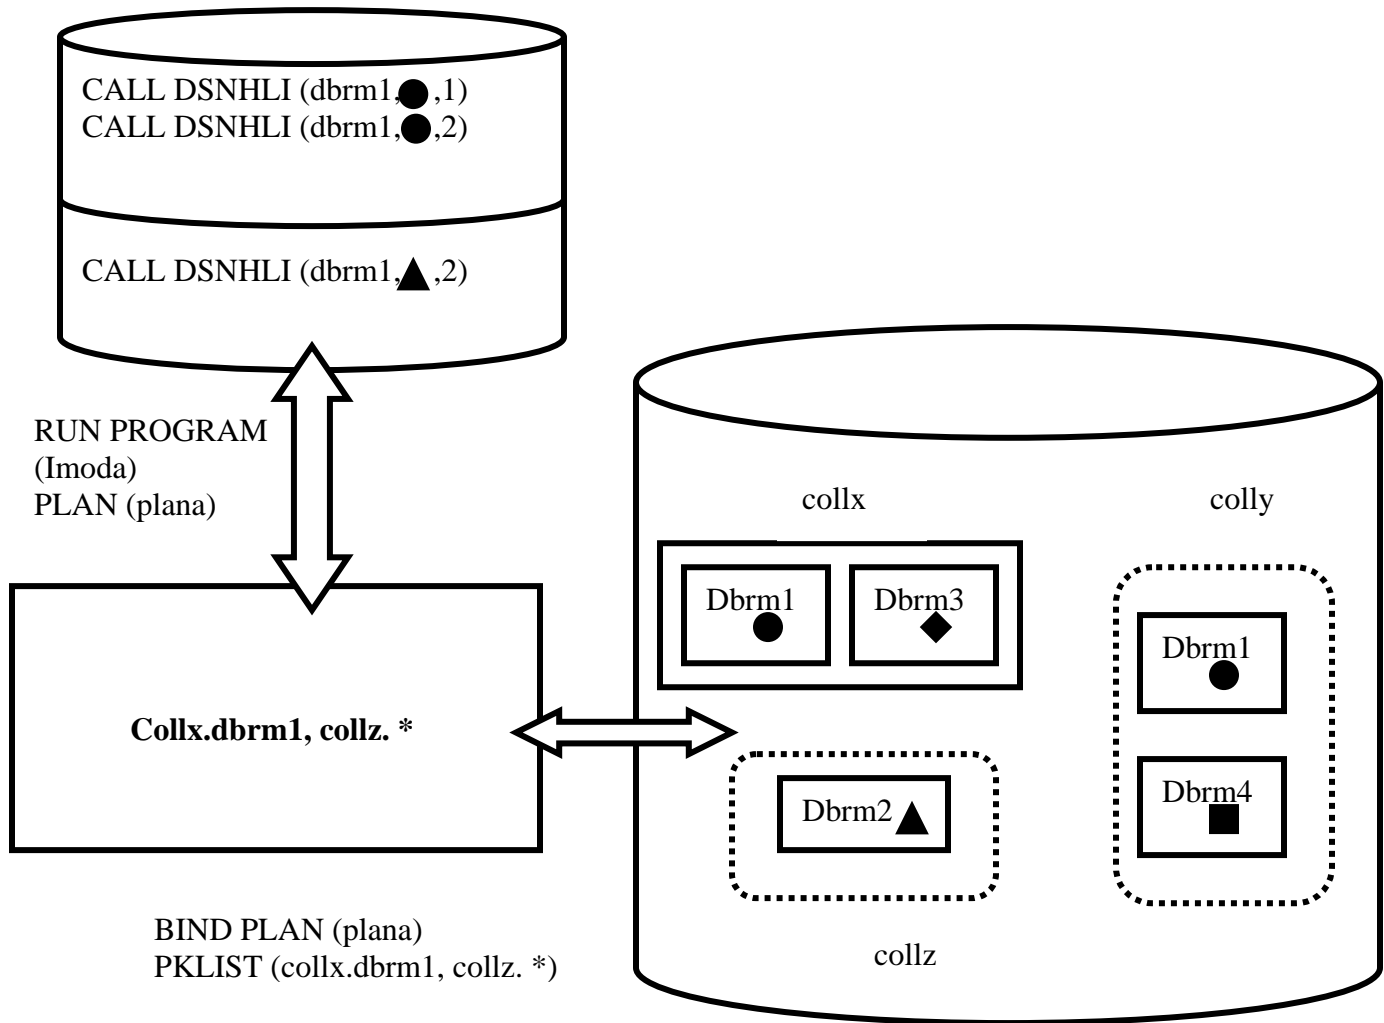 CALL DSNHLI (dbrm1, ,1)
CALL DSNHLI (dbrm1, ,2)
CALL DSNHLI (dbrm1, ,2)
RUN PROGRAM
(Imoda)
PLAN (plana)
collx
colly
Dbrm1
Dbrm3
Dbrm1
Collx.dbrm1, collz. *
Dbrm2
Dbrm4
BIND PLAN (plana)
PKLIST (collx.dbrm1, collz. *)
collz